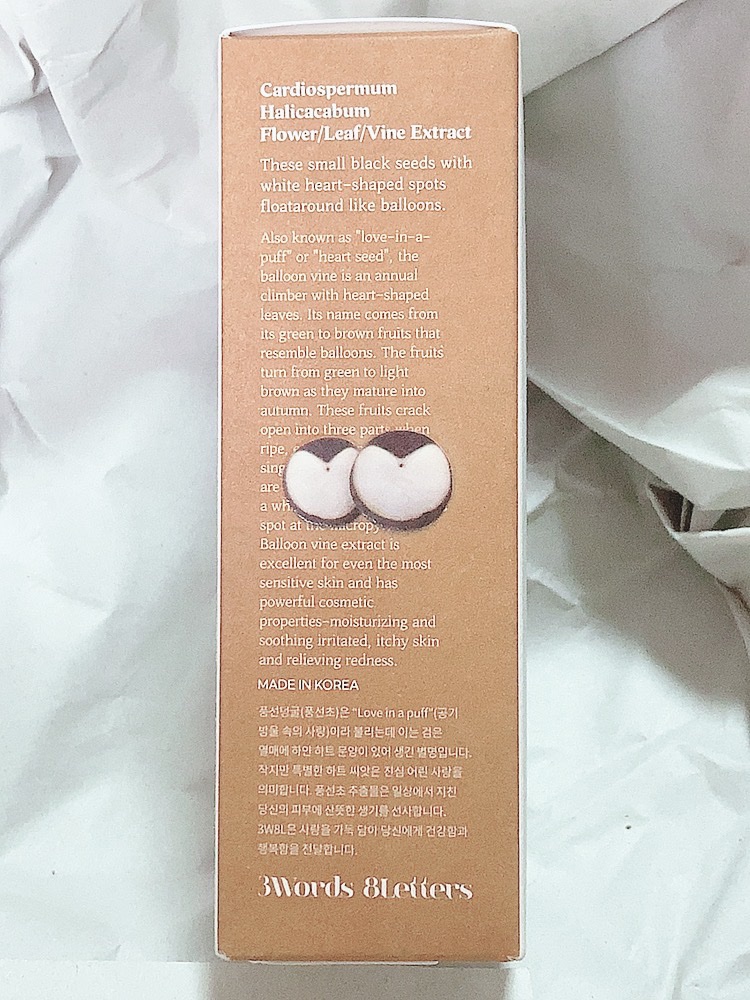 Cardiospermum
Halicacabum
Flower/Leaf/Vine Extract
These small black seeds with
white heart-shaped spots
floataround like balloons.
Also known as "love-in-a-
puff" or "heart seed", the
balloon vine is an annual
climber with heart-shaped
leaves. Its name comes from
its green to brown fruits that
resemble balloons. The fruits
turn from green to light
brown as they mature into
autumn. These fruits crack
open into three parts when
ripe,
are
a
spot at the
Balloon vine extract is
excellent for even the most
sensitive skin and has
powerful cosmetic
properties-moisturizing and
soothing irritated, itchy skin
and relieving redness.
MADE IN KOREA
풍선덩굴(풍선초)은 "Love in a puff"(공기
방울 속의 사랑)이라 불리는데 이는 검은
열매에 하얀 하트 문양이 있어 생긴 별명입니다.
작지만 특별한 하트 씨앗은 진심 어린 사랑을
의미합니다. 풍선초 추출물은 일상에서 지친
당신의 피부에 산뜻한 생기를 선사합니다.
3W8L은 사랑을 가득 담아 당신에게 건강함과
행복함을 전달합니다.
3Words 8Letters